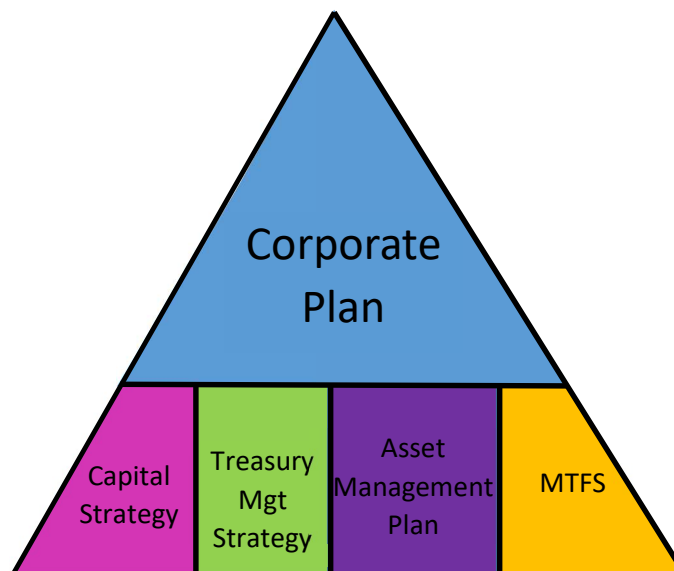 Corporate
Plan
Capital
Strategy
Treasury
Mgt
Strategy
Asset
Management
Plan
MTFS